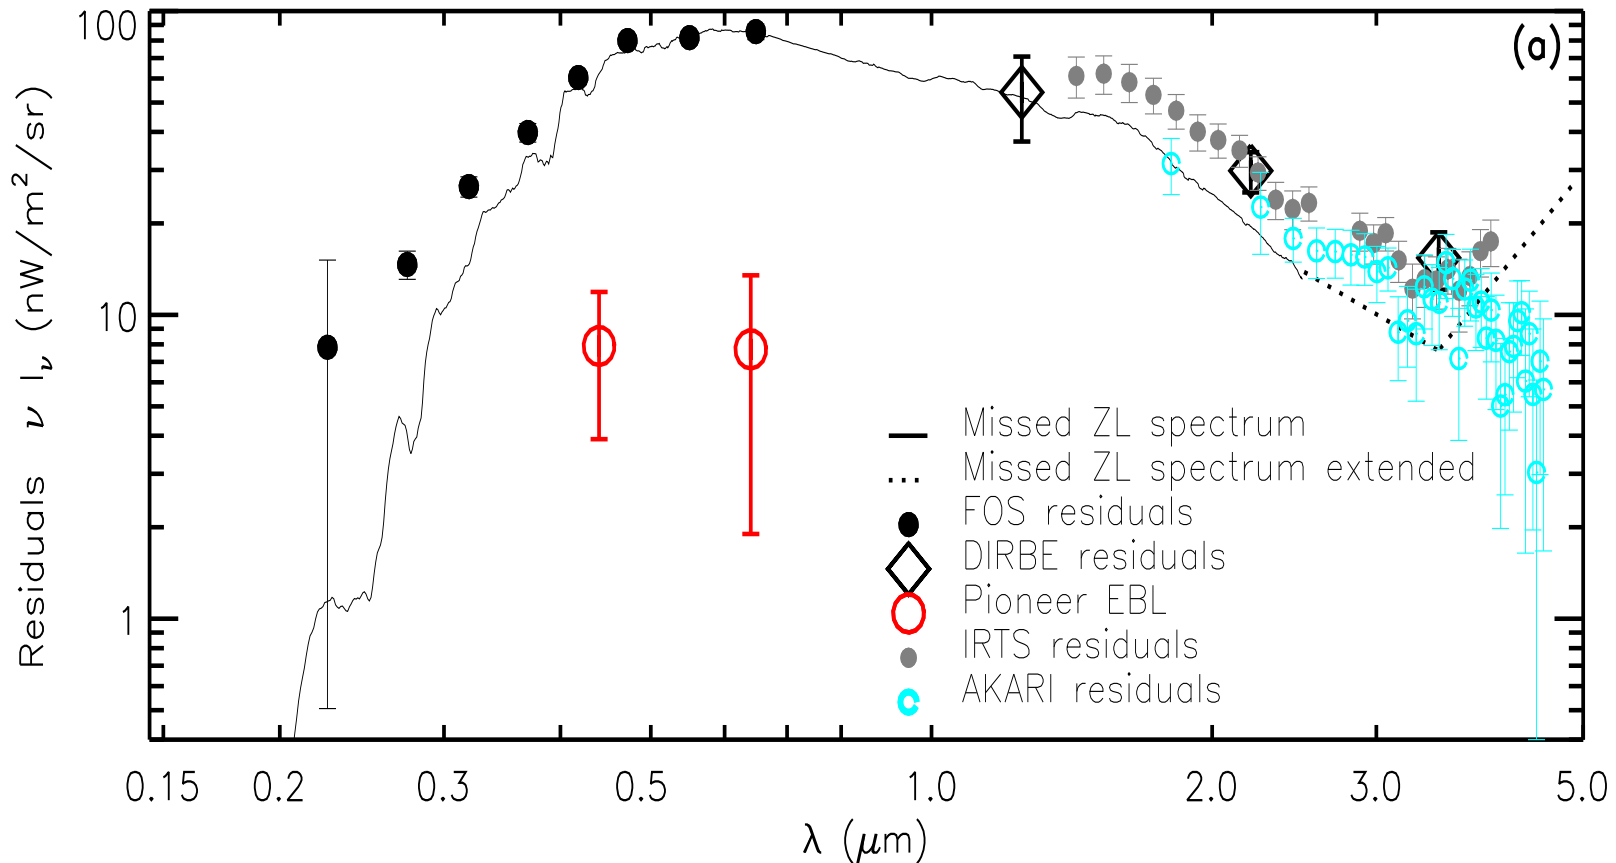 (a)
100
10
1
Residuals ν I_ν (nW/m²/sr)
Missed ZL spectrum
Missed ZL spectrum extended
FOS residuals
DIRBE residuals
Pioneer EBL
IRTS residuals
AKARI residuals
0.15 0.2 0.3 0.5 1.0 2.0 3.0 5.0
λ (μm)